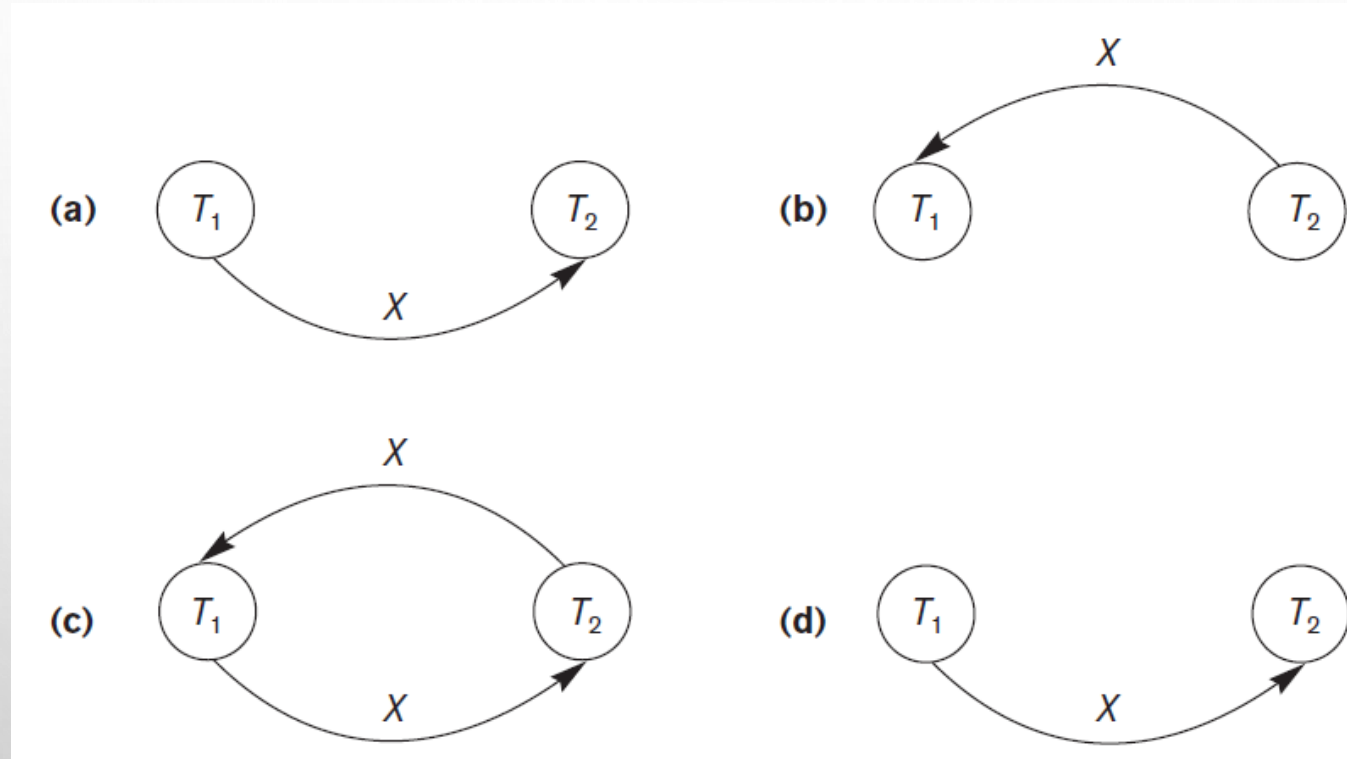 X
(a) T₁ T₂ (b) T₁ T₂
X
X
(c) T₁ T₂ (d) T₁ T₂
X X